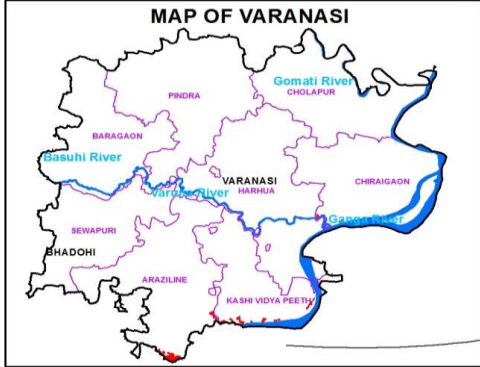 MAP OF VARANASI
Gomati River
CHOLAPUR
PINDRA
BARAGAON
Basuhi River
VARANASI
CHIRAIGAON
Varuna River
HARHUA
Ganga River
SEWAPURI
BHADOHI
ARAZILINE
KASHI VIDYA PEETH